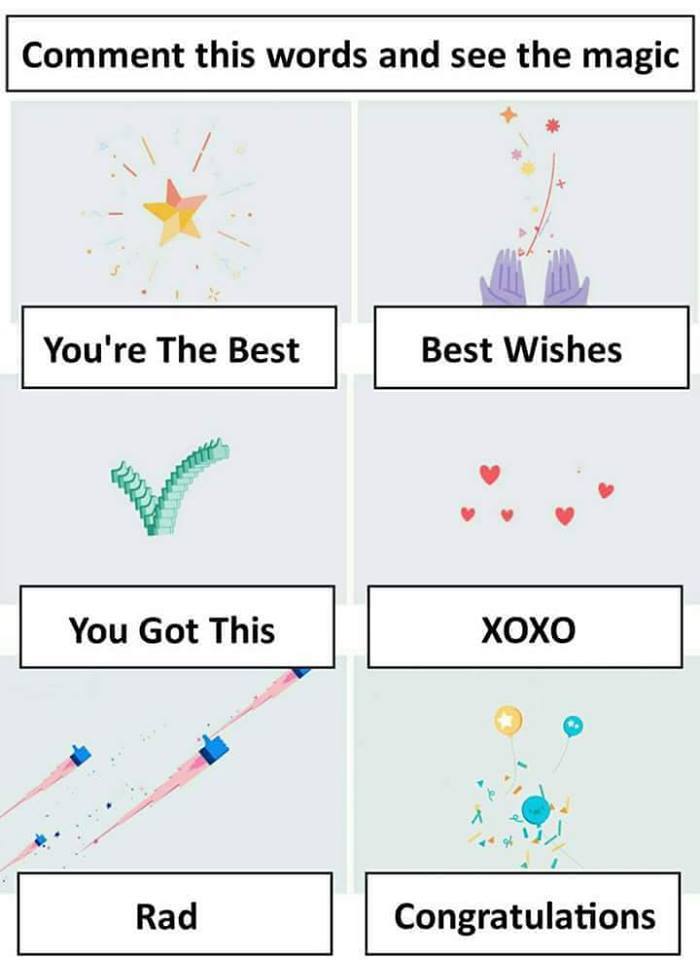 Comment this words and see the magic
You're The Best
Best Wishes
You Got This
XOXO
Rad
Congratulations